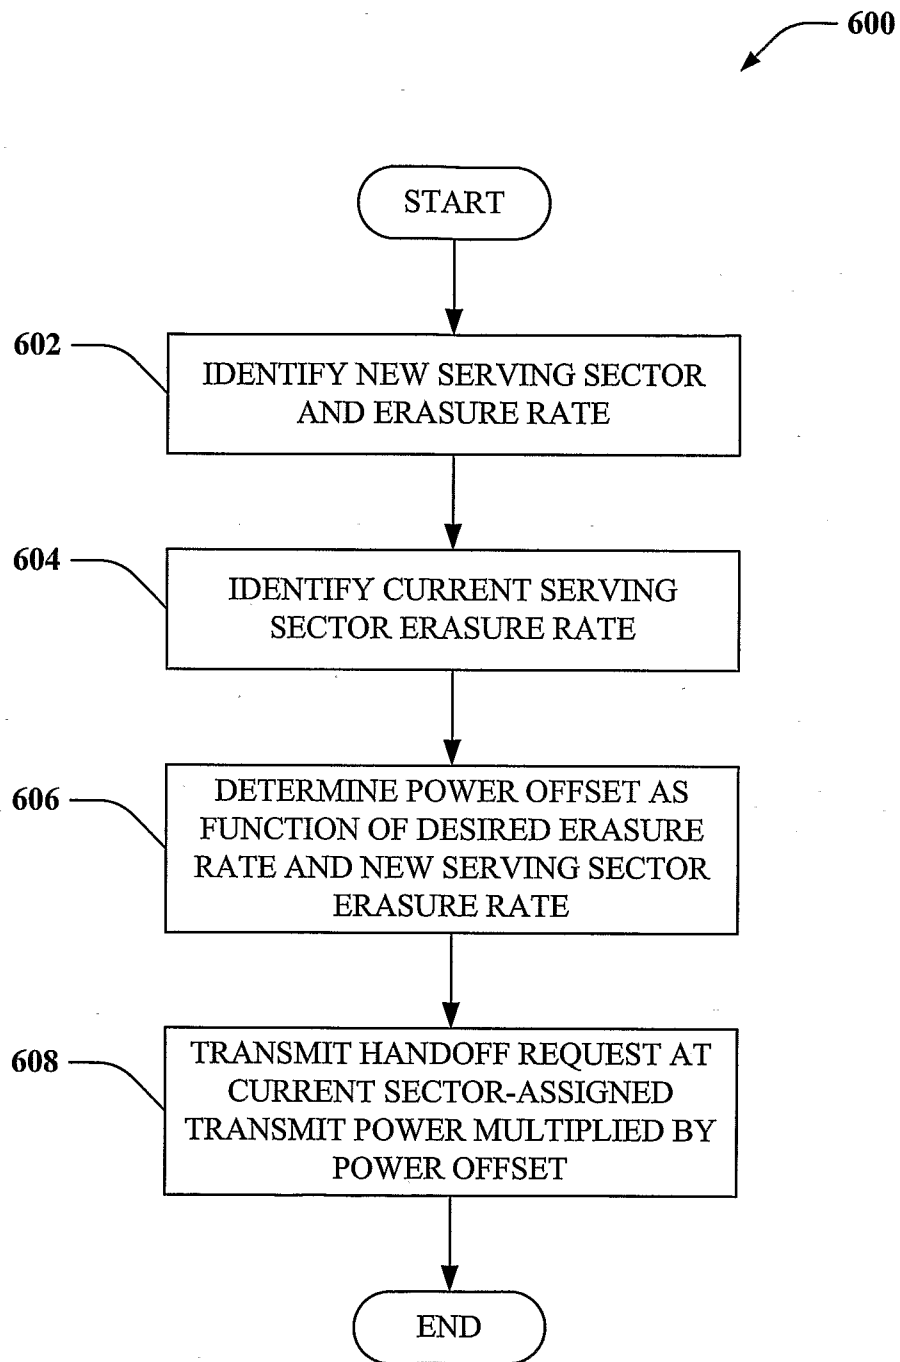 600
START
602
IDENTIFY NEW SERVING SECTOR
AND ERASURE RATE
604
IDENTIFY CURRENT SERVING
SECTOR ERASURE RATE
606
DETERMINE POWER OFFSET AS
FUNCTION OF DESIRED ERASURE
RATE AND NEW SERVING SECTOR
ERASURE RATE
608
TRANSMIT HANDOFF REQUEST AT
CURRENT SECTOR-ASSIGNED
TRANSMIT POWER MULTIPLIED BY
POWER OFFSET
END